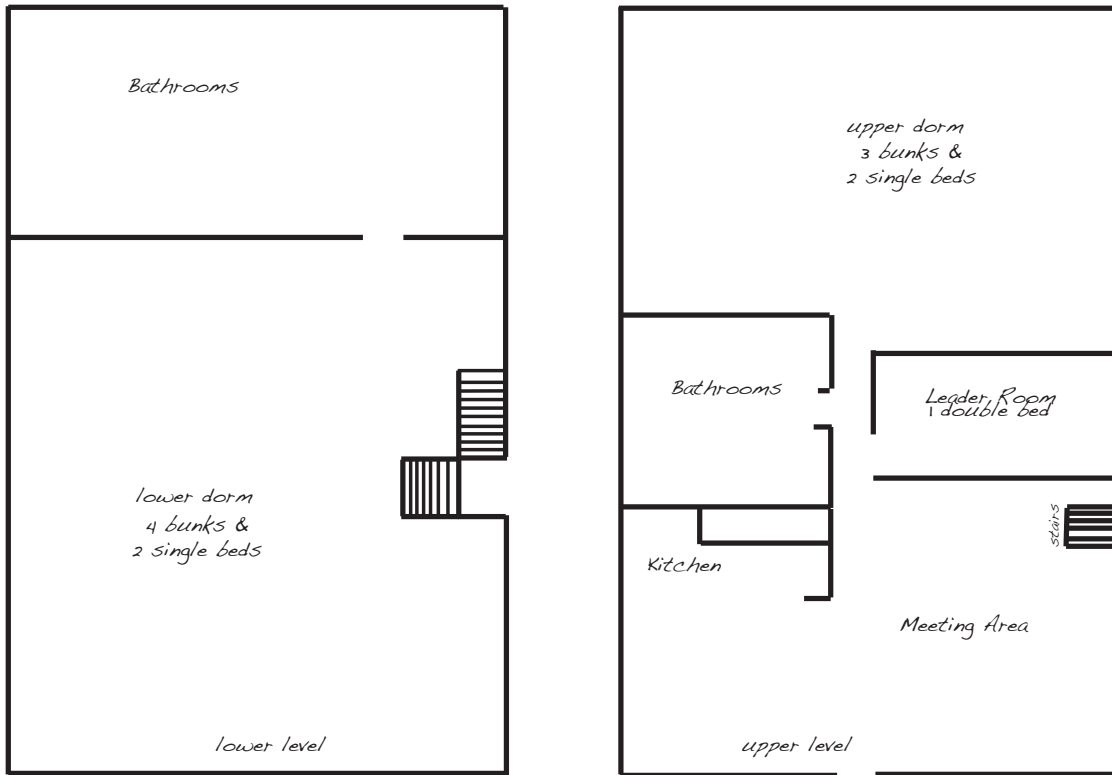 Bathrooms
lower dorm
4 bunks &
2 single beds
lower level
upper dorm
3 bunks &
2 single beds
Bathrooms
Leader Room
1 double bed
stairs
Kitchen
Meeting Area
upper level